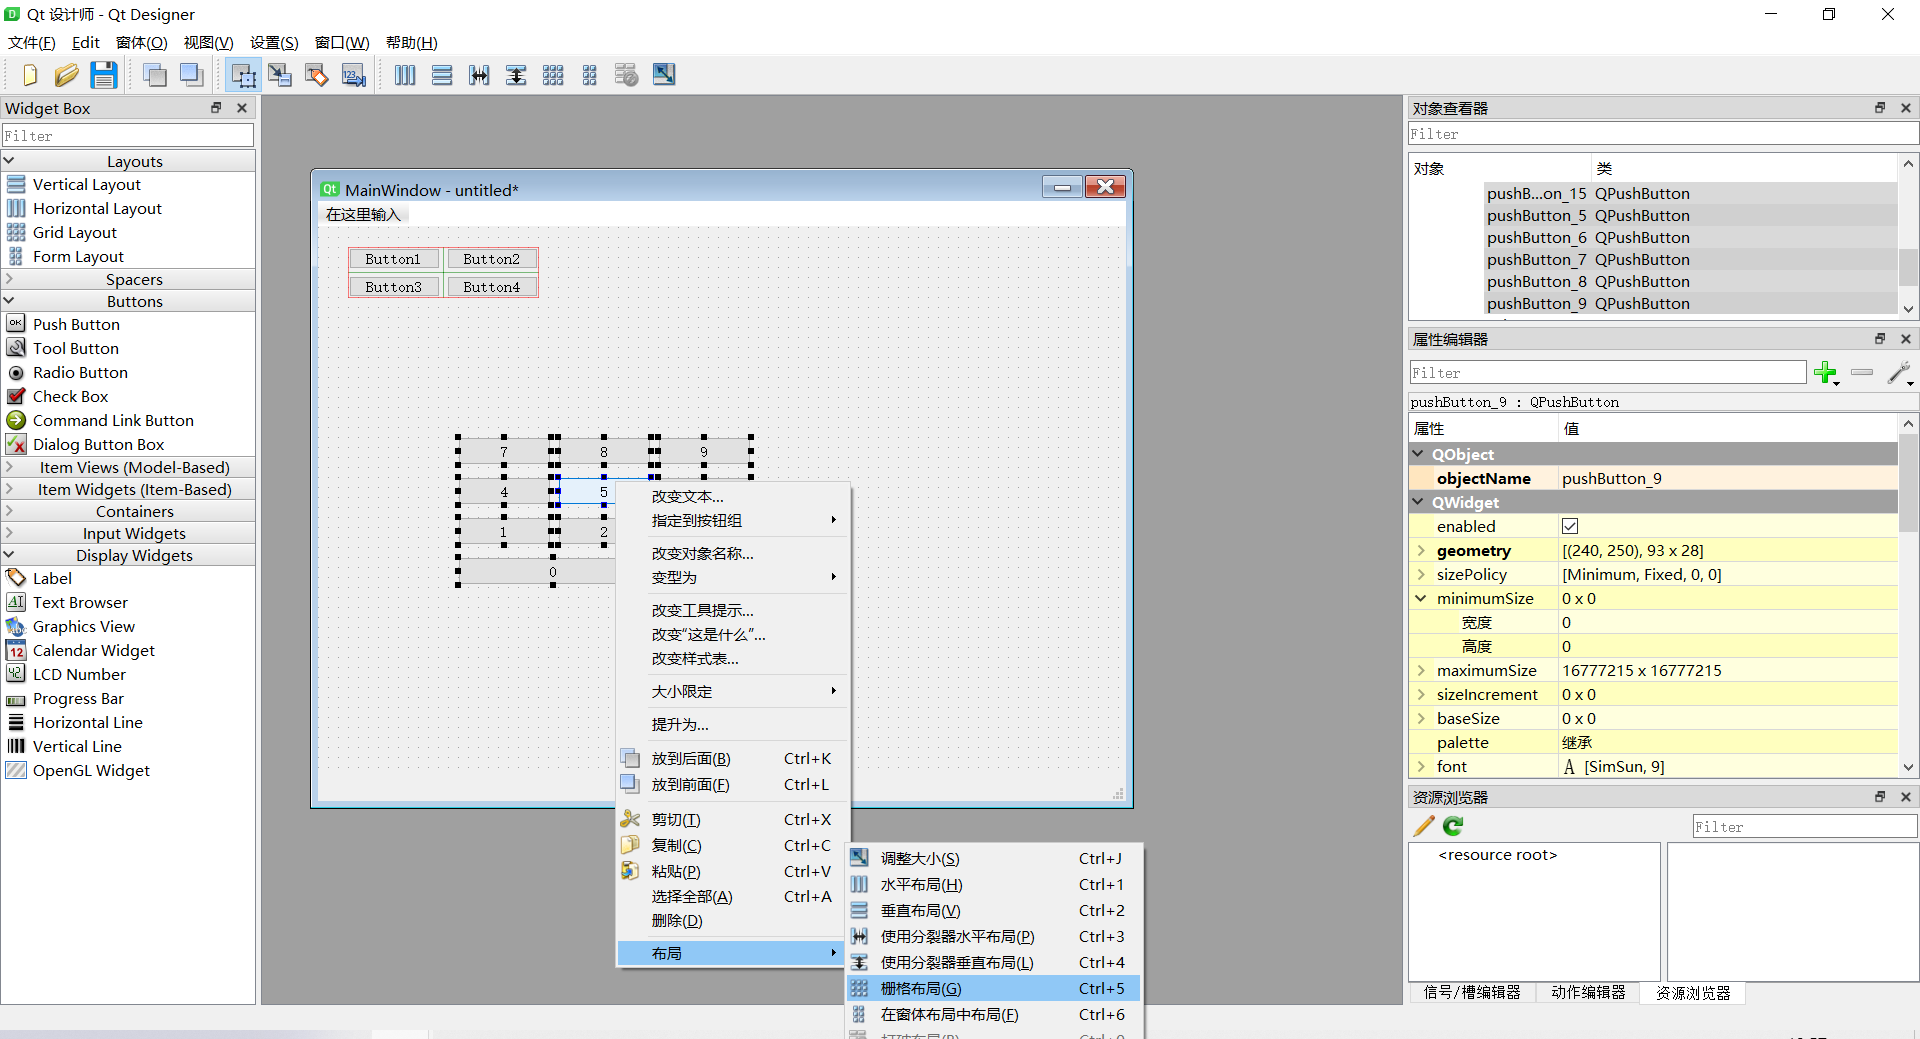 Qt 设计师 - Qt Designer
文件(F) Edit 窗体(O) 视图(V) 设置(S) 窗口(W) 帮助(H)
Widget Box
Filter
Layouts
Vertical Layout
Horizontal Layout
Grid Layout
Form Layout
Spacers
Buttons
Push Button
Tool Button
Radio Button
Check Box
Command Link Button
Dialog Button Box
Item Views (Model-Based)
Item Widgets (Item-Based)
Containers
Input Widgets
Display Widgets
Label
Text Browser
Graphics View
Calendar Widget
LCD Number
Progress Bar
Horizontal Line
Vertical Line
OpenGL Widget
MainWindow - untitled*
在这里输入
Button1 Button2
Button3 Button4
7 8 9
4 5
1 2
0
改变文本...
指定到按钮组
改变对象名称...
变型为
改变工具提示...
改变“这是什么”...
改变样式表...
大小限定
提升为...
放到后面(B) Ctrl+K
放到前面(F) Ctrl+L
剪切(T) Ctrl+X
复制(C) Ctrl+C
粘贴(P) Ctrl+V
选择全部(A) Ctrl+A
删除(D)
布局
调整大小(S) Ctrl+J
水平布局(H) Ctrl+1
垂直布局(V) Ctrl+2
使用分裂器水平布局(P) Ctrl+3
使用分裂器垂直布局(L) Ctrl+4
栅格布局(G) Ctrl+5
在窗体布局中布局(F) Ctrl+6
对象查看器
Filter
对象 类
pushB...on_15 QPushButton
pushButton_5 QPushButton
pushButton_6 QPushButton
pushButton_7 QPushButton
pushButton_8 QPushButton
pushButton_9 QPushButton
属性编辑器
Filter
pushButton_9 : QPushButton
属性 值
QObject
objectName pushButton_9
QWidget
enabled
geometry [(240, 250), 93 x 28]
sizePolicy [Minimum, Fixed, 0, 0]
minimumSize 0 x 0
宽度 0
高度 0
maximumSize 16777215 x 16777215
sizeIncrement 0 x 0
baseSize 0 x 0
palette 继承
font A [SimSun, 9]
资源浏览器
Filter
<resource root>
信号/槽编辑器 动作编辑器 资源浏览器